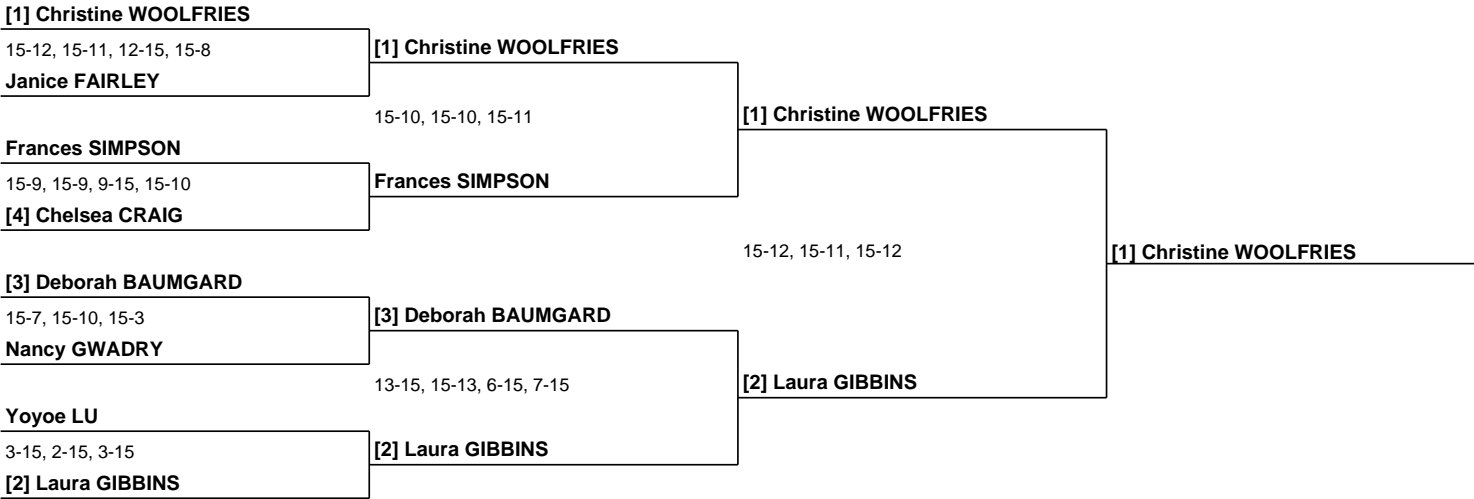 [1] Christine WOOLFRIES
15-12, 15-11, 12-15, 15-8
Janice FAIRLEY
[1] Christine WOOLFRIES
15-10, 15-10, 15-11
Frances SIMPSON
15-9, 15-9, 9-15, 15-10
[4] Chelsea CRAIG
Frances SIMPSON
[1] Christine WOOLFRIES
15-12, 15-11, 15-12
[1] Christine WOOLFRIES
[3] Deborah BAUMGARD
15-7, 15-10, 15-3
Nancy GWADRY
[3] Deborah BAUMGARD
13-15, 15-13, 6-15, 7-15
[2] Laura GIBBINS
Yoyoe LU
3-15, 2-15, 3-15
[2] Laura GIBBINS
[2] Laura GIBBINS